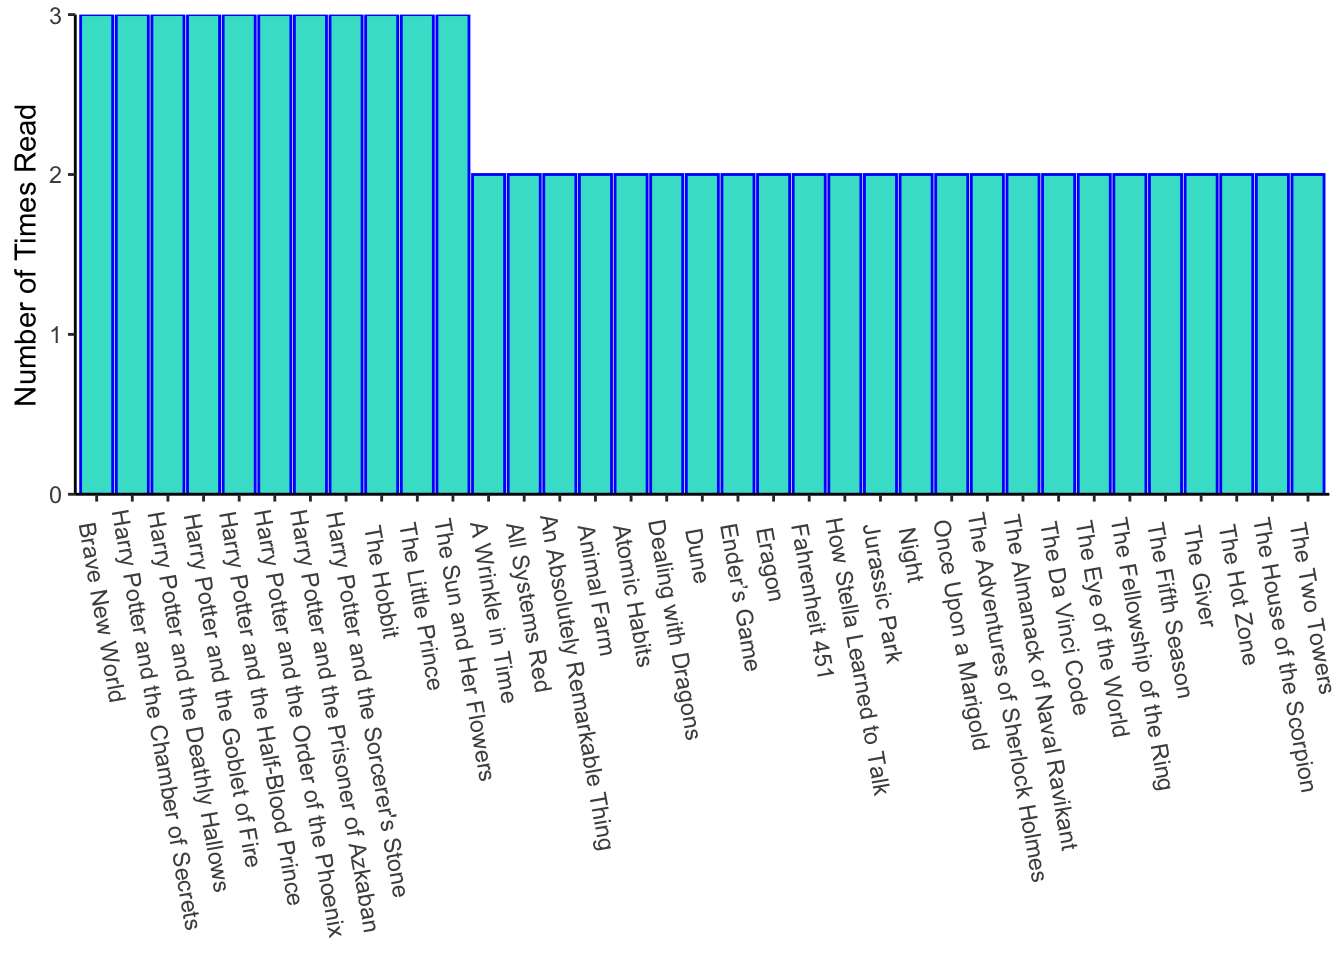 Number of Times Read
3
2
1
0
Brave New World
Harry Potter and the Chamber of Secrets
Harry Potter and the Deathly Hallows
Harry Potter and the Goblet of Fire
Harry Potter and the Half-Blood Prince
Harry Potter and the Order of the Phoenix
Harry Potter and the Prisoner of Azkaban
Harry Potter and the Sorcerer's Stone
The Hobbit
The Little Prince
The Sun and Her Flowers
A Wrinkle in Time
All Systems Red
An Absolutely Remarkable Thing
Animal Farm
Atomic Habits
Dealing with Dragons
Dune
Ender’s Game
Eragon
Fahrenheit 451
How Stella Learned to Talk
Jurassic Park
Night
Once Upon a Marigold
The Adventures of Sherlock Holmes
The Almanack of Naval Ravikant
The Da Vinci Code
The Eye of the World
The Fellowship of the Ring
The Fifth Season
The Giver
The Hot Zone
The House of the Scorpion
The Two Towers